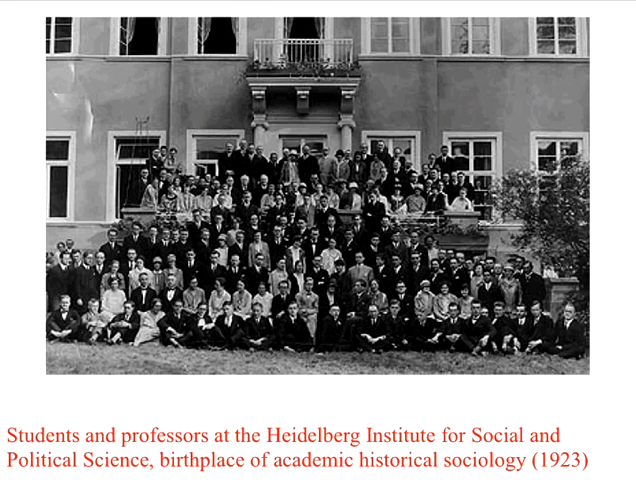 Students and professors at the Heidelberg Institute for Social and
Political Science, birthplace of academic historical sociology (1923)